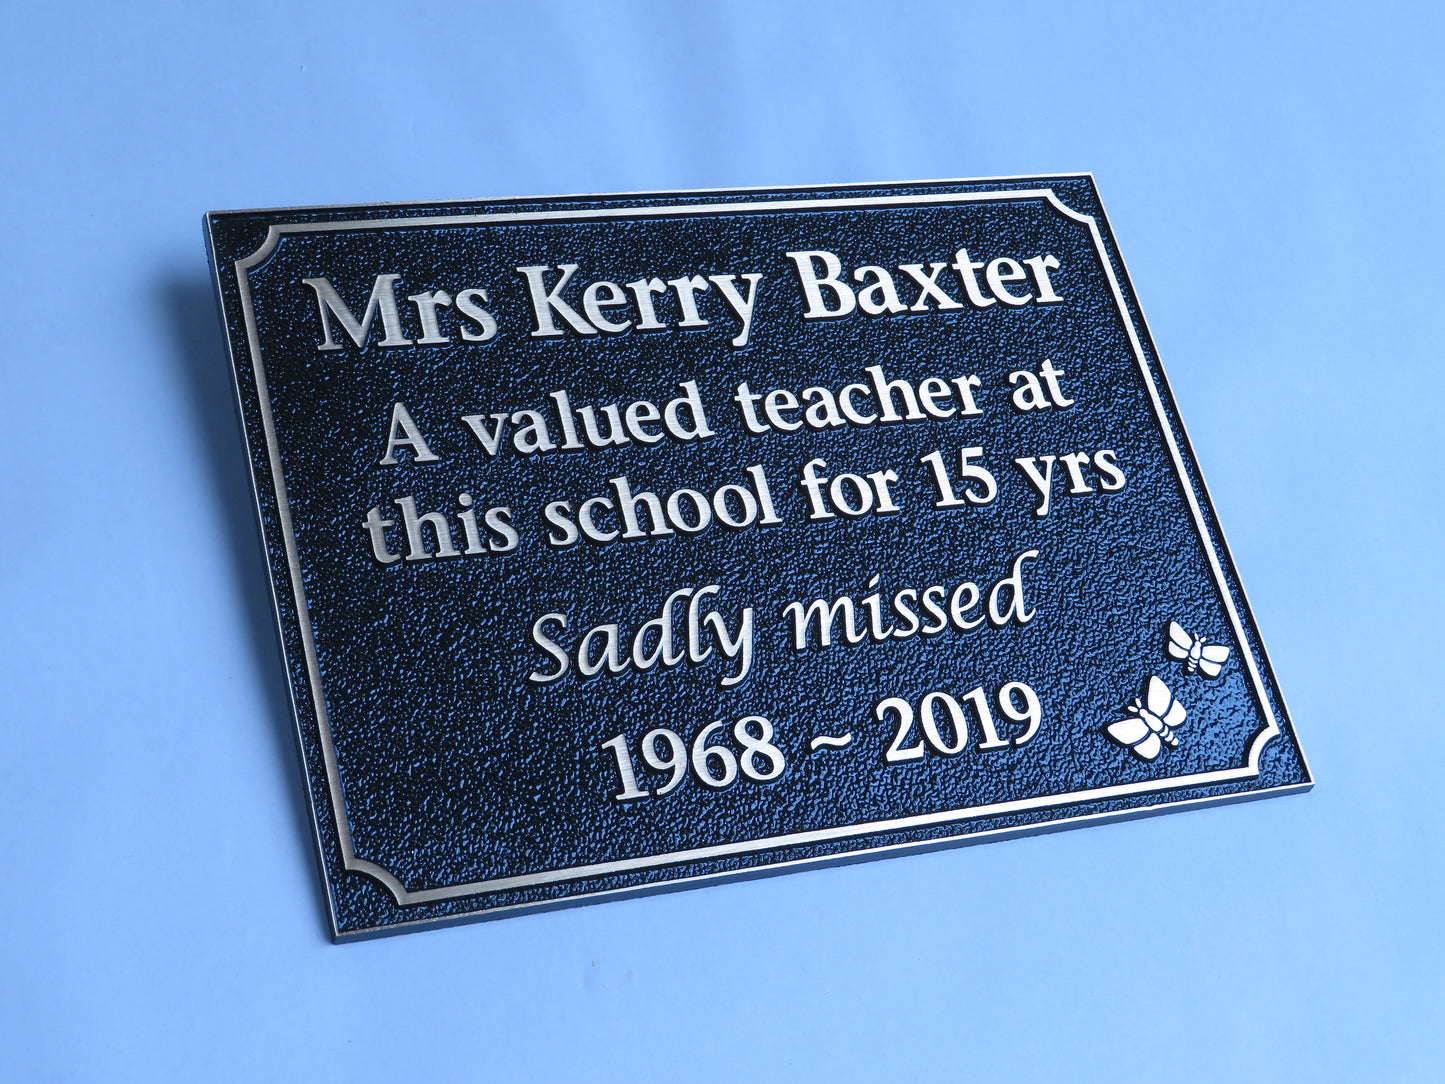 Mrs Kerry Baxter
A valued teacher at
this school for 15 yrs
Sadly missed
1968 ~ 2019